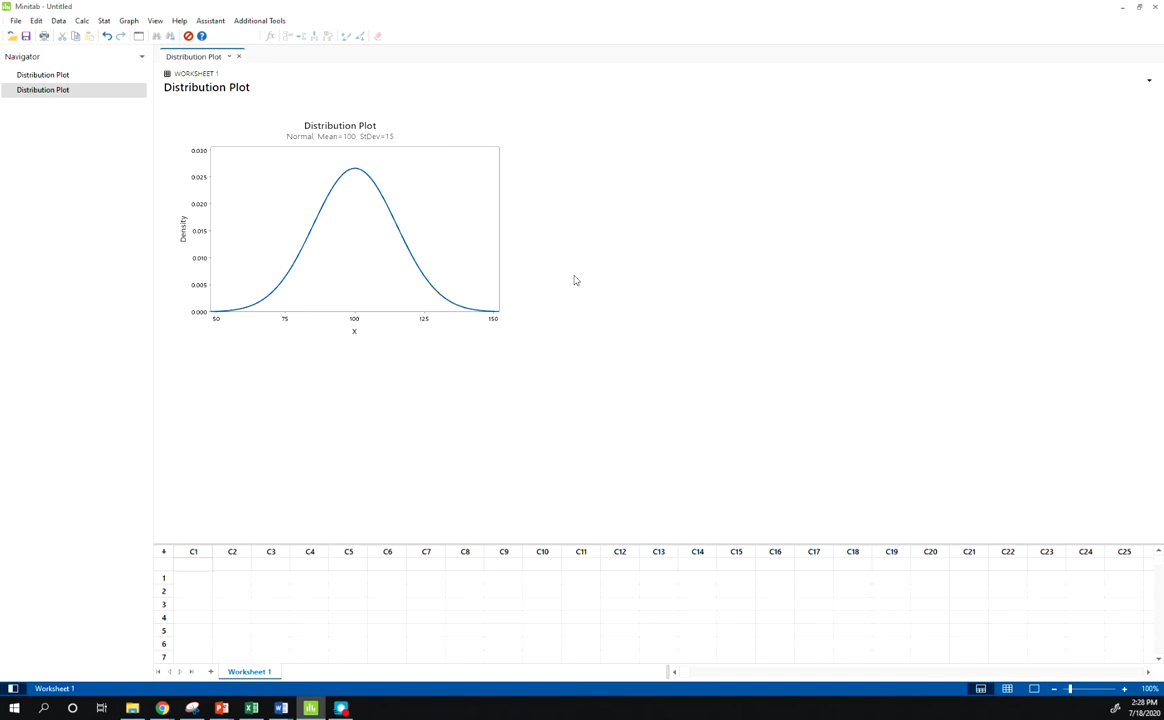 Minitab - Untitled
File Edit Data Calc Stat Graph View Help Assistant Additional Tools
Navigator
Distribution Plot
Distribution Plot
Distribution Plot
WORKSHEET 1
Distribution Plot
Distribution Plot
Normal, Mean=100, StDev=15
0.030
0.025
0.020
0.015
0.010
0.005
0.000
Density
50 75 100 125 150
X
C1 C2 C3 C4 C5 C6 C7 C8 C9 C10 C11 C12 C13 C14 C15 C16 C17 C18 C19 C20 C21 C22 C23 C24 C25
1
2
3
4
5
6
7
Worksheet 1
Worksheet 1
100%
2:28 PM
7/18/2020